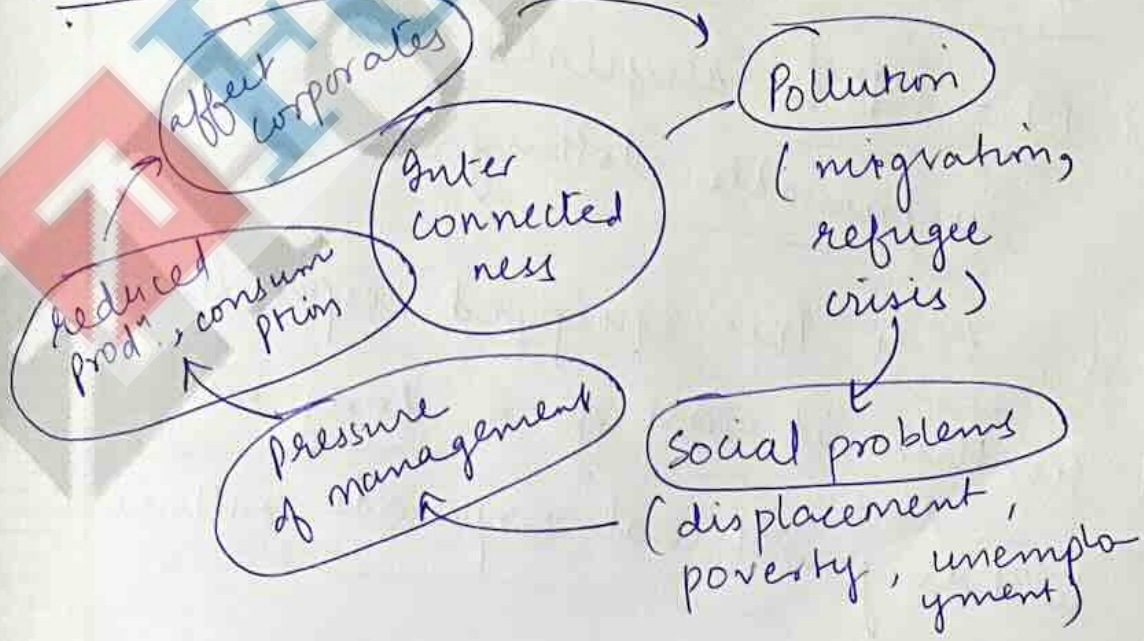 affect
corporates
Inter
connected
ness
Pollution
(migration,
refugee
crisis)
Social problems
(displacement,
poverty, unemplo
yment)
Pressure
of management
reduced
prodⁿ, consum
ption